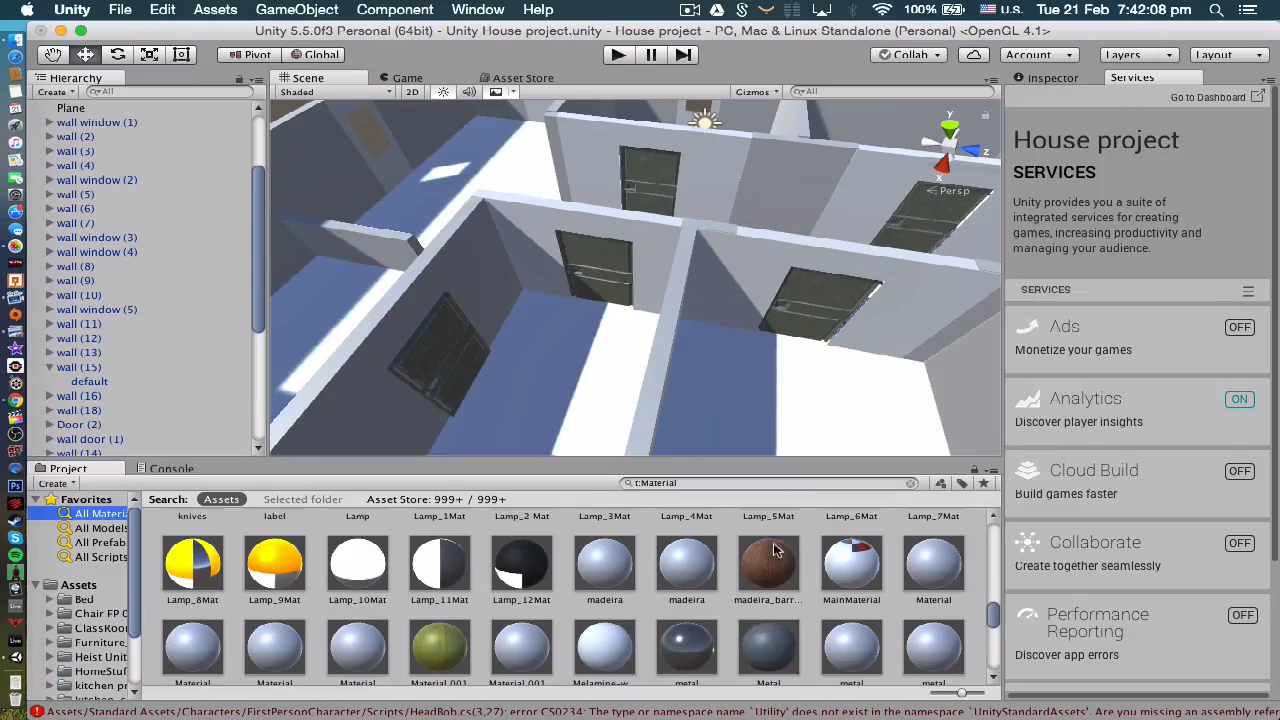 Unity File Edit Assets GameObject Component Window Help 100% U.S. Tue 21 Feb 7:42:08 pm
Unity 5.5.0f3 Personal (64bit) - Unity House project.unity - House project - PC, Mac & Linux Standalone (Personal) <OpenGL 4.1>
Pivot Global Collab Account Layers Layout
Hierarchy Scene Game Asset Store Inspector Services
Create All Shaded 2D Gizmos All Go to Dashboard
Plane
wall window (1)
wall (2)
wall (3)
wall (4)
wall window (2)
wall (5)
wall (6)
wall (7)
wall window (3)
wall window (4)
wall (8)
wall (9)
wall (10)
wall window (5)
wall (11)
wall (12)
wall (13)
wall (15)
default
wall (16)
wall (18)
Door (2)
wall door (1)
wall (14)
y
z
x
Persp
House project
SERVICES
Unity provides you a suite of
integrated services for creating
games, increasing productivity and
managing your audience.
SERVICES
Ads OFF
Monetize your games
Analytics ON
Discover player insights
Cloud Build OFF
Build games faster
Collaborate OFF
Create together seamlessly
Performance
Reporting OFF
Discover app errors
Project Console
Create t:Material
Favorites
All Materi
All Models
All Prefab
All Scripts
Assets
Bed
Chair FP 0
ClassRoo
Furniture_
Heist Unit
HomeStuf
kitchen pr
Search: Assets Selected folder Asset Store: 999+ / 999+
knives label Lamp Lamp_1Mat Lamp_2 Mat Lamp_3Mat Lamp_4Mat Lamp_5Mat Lamp_6Mat Lamp_7Mat
Lamp_8Mat Lamp_9Mat Lamp_10Mat Lamp_11Mat Lamp_12Mat madeira madeira madeira_barr... MainMaterial Material
Material Material Material Material.001 Material.001 Melamine-w... metal Metal metal metal
Assets/Standard Assets/Characters/FirstPersonCharacter/Scripts/HeadBob.cs(3,27): error CS0234: The type or namespace name `Utility' does not exist in the namespace `UnityStandardAssets'. Are you missing an assembly refer